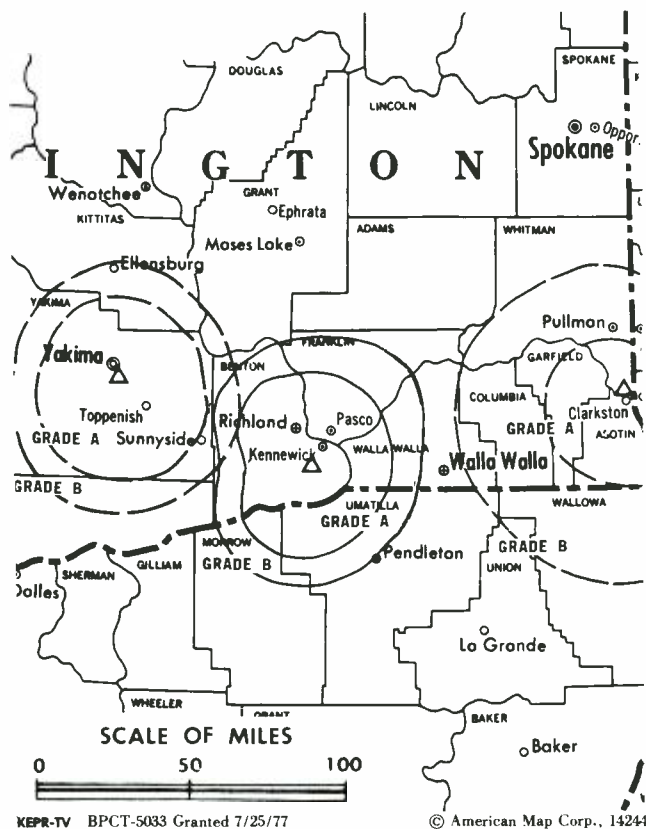 DOUGLAS
SPOKANE
LINCOLN
Oppor.
Spokane
I N G T O N
Wenatchee
GRANT
KITTITAS
Ephrata
ADAMS
WHITMAN
Moses Lake
Ellensburg
YAKIMA
Pullman
FRANKLIN
Yakima
BENTON
GARFIELD
COLUMBIA
Toppenish
Richland
Pasco
Clarkston
GRADE A
Sunnyside
Kennewick
WALLA WALLA
GRADE A
ASOTIN
Walla Walla
GRADE B
UMATILLA
WALLOWA
GRADE A
MORROW
Pendleton
GRADE B
GILLIAM
GRADE B
SHERMAN
UNION
Dalles
La Grande
WHEELER
GRANT
BAKER
SCALE OF MILES
Baker
0 50 100
KEPR-TV BPCT-5033 Granted 7/25/77 © American Map Corp., 14244